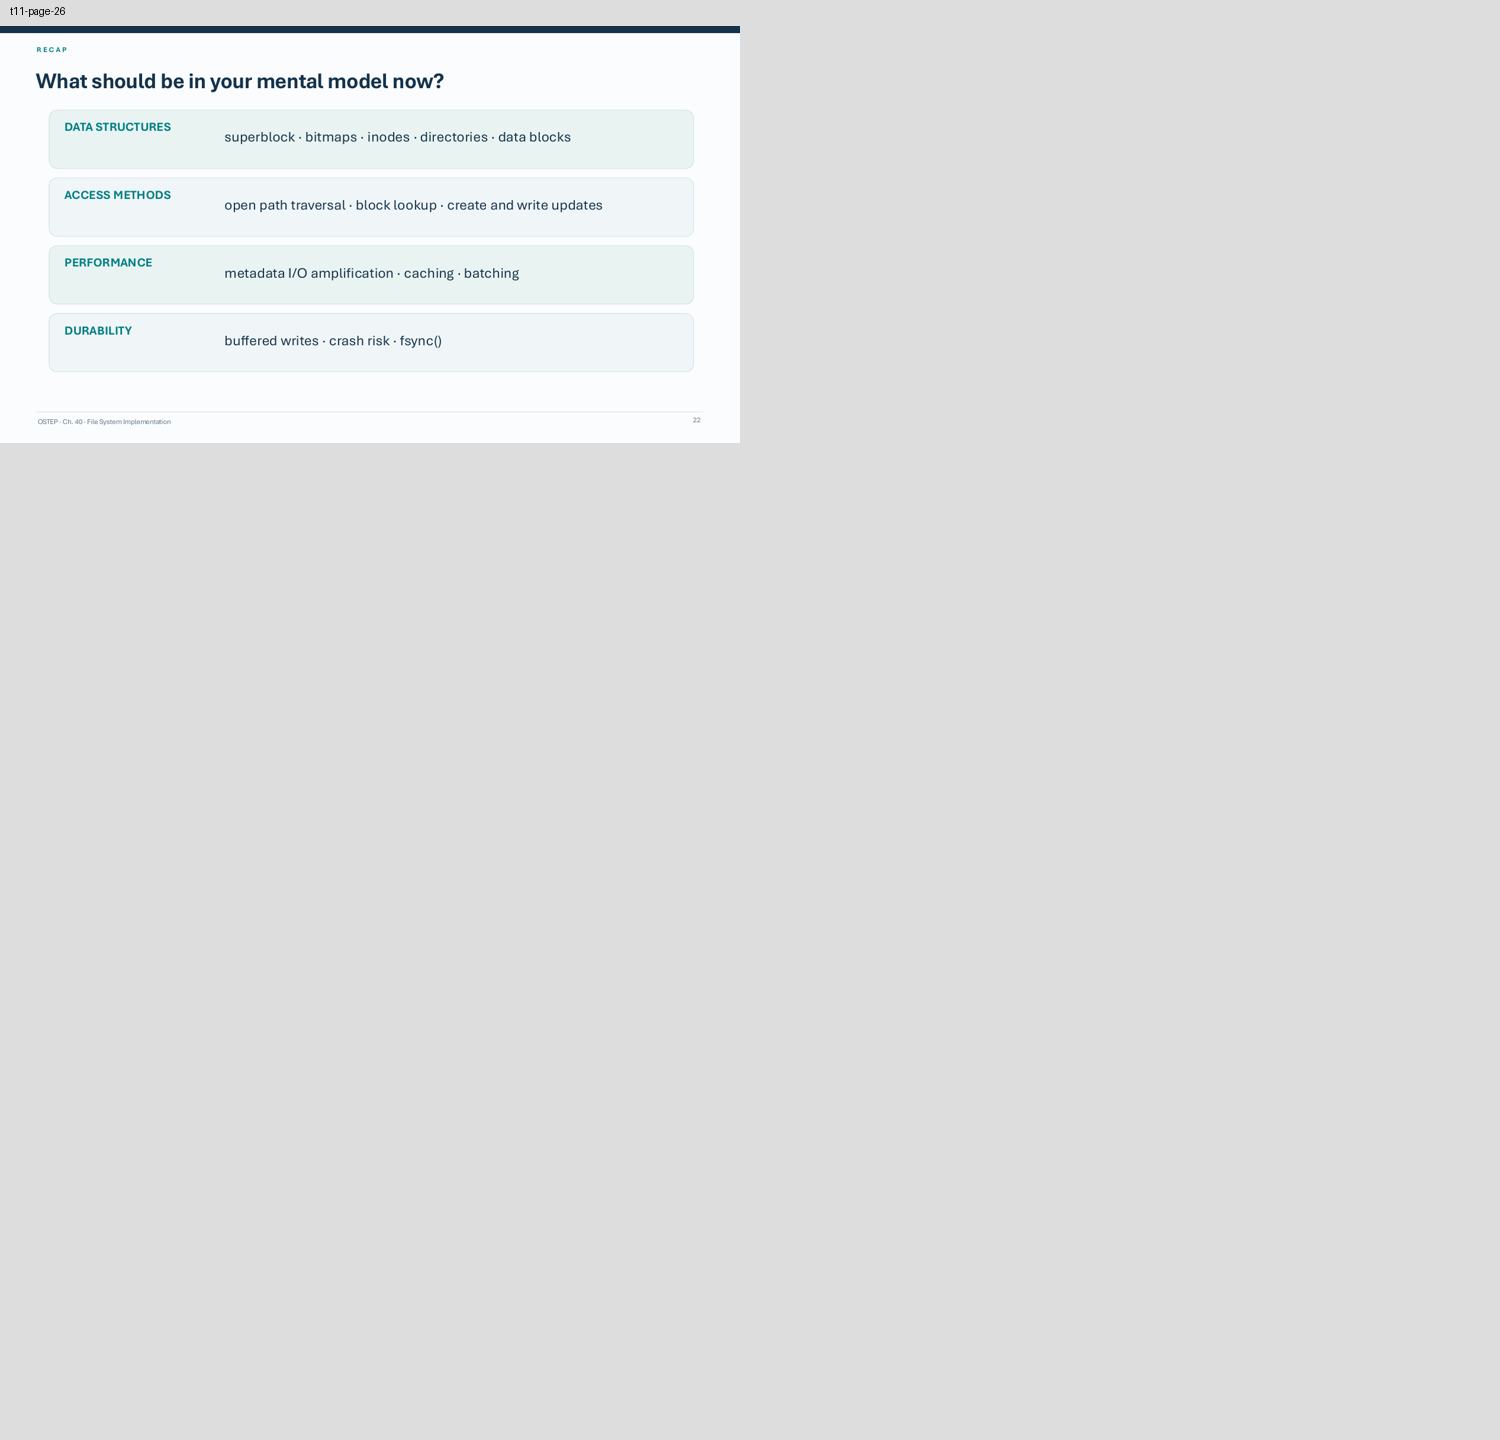 t11-page-26
RECAP
What should be in your mental model now?
DATA STRUCTURES
superblock · bitmaps · inodes · directories · data blocks
ACCESS METHODS
open path traversal · block lookup · create and write updates
PERFORMANCE
metadata I/O amplification · caching · batching
DURABILITY
buffered writes · crash risk · fsync()
OSTEP · Ch. 40 · File System Implementation
22